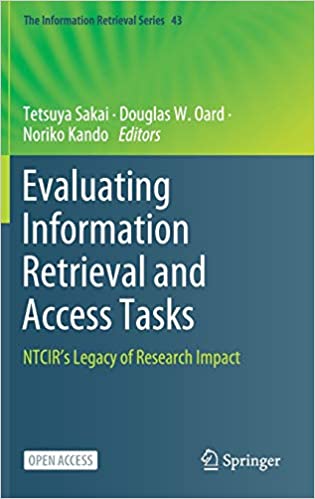 The Information Retrieval Series 43
Tetsuya Sakai · Douglas W. Oard ·
Noriko Kando Editors
Evaluating
Information
Retrieval and
Access Tasks
NTCIR's Legacy of Research Impact
OPEN ACCESS
Springer